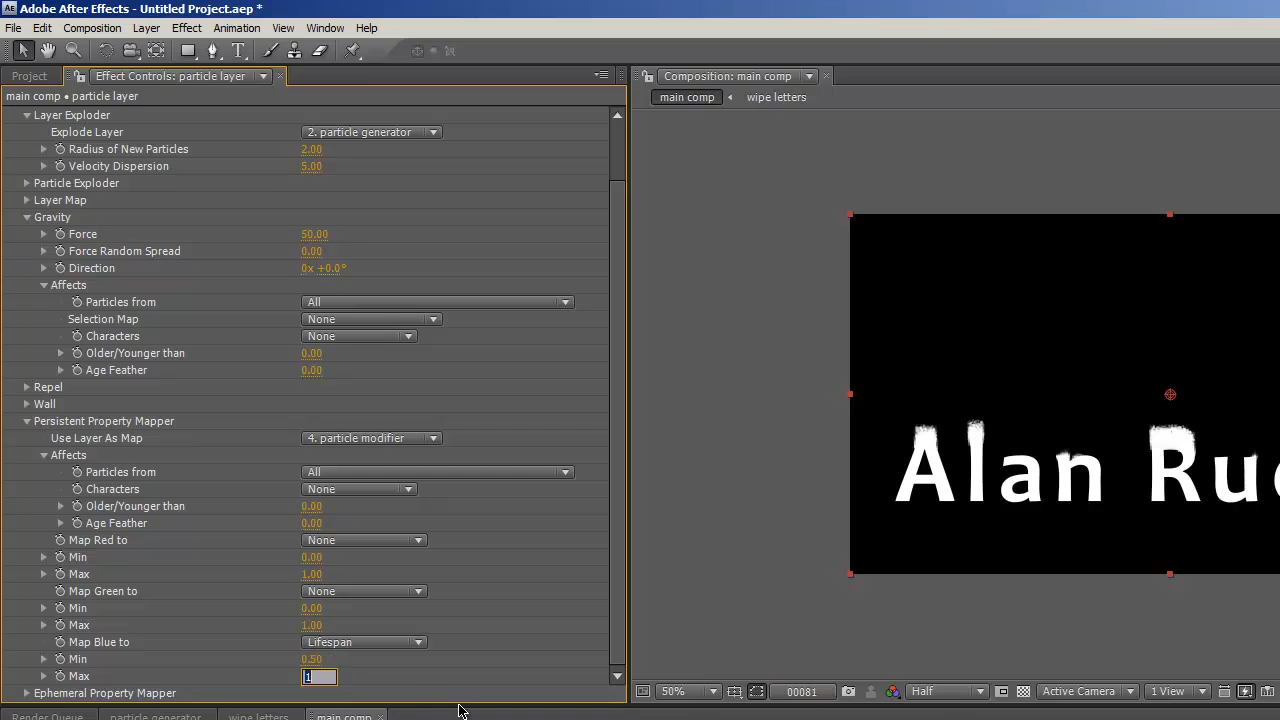 Adobe After Effects - Untitled Project.aep *
File Edit Composition Layer Effect Animation View Window Help
Project Effect Controls: particle layer Composition: main comp
main comp • particle layer main comp wipe letters
Layer Exploder
Explode Layer 2. particle generator
Radius of New Particles 2.00
Velocity Dispersion 5.00
Particle Exploder
Layer Map
Gravity
Force 50.00
Force Random Spread 0.00
Direction 0x +0.0°
Affects
Particles from All
Selection Map None
Characters None
Older/Younger than 0.00
Age Feather 0.00
Repel
Wall
Persistent Property Mapper
Use Layer As Map 4. particle modifier
Affects
Particles from All
Characters None
Older/Younger than 0.00
Age Feather 0.00
Map Red to None
Min 0.00
Max 1.00
Map Green to None
Min 0.00
Max 1.00
Map Blue to Lifespan
Min 0.50
Max 1
Ephemeral Property Mapper
Alan Ru
50% 00081 Half Active Camera 1 View
Render Queue particle generator wipe letters main comp